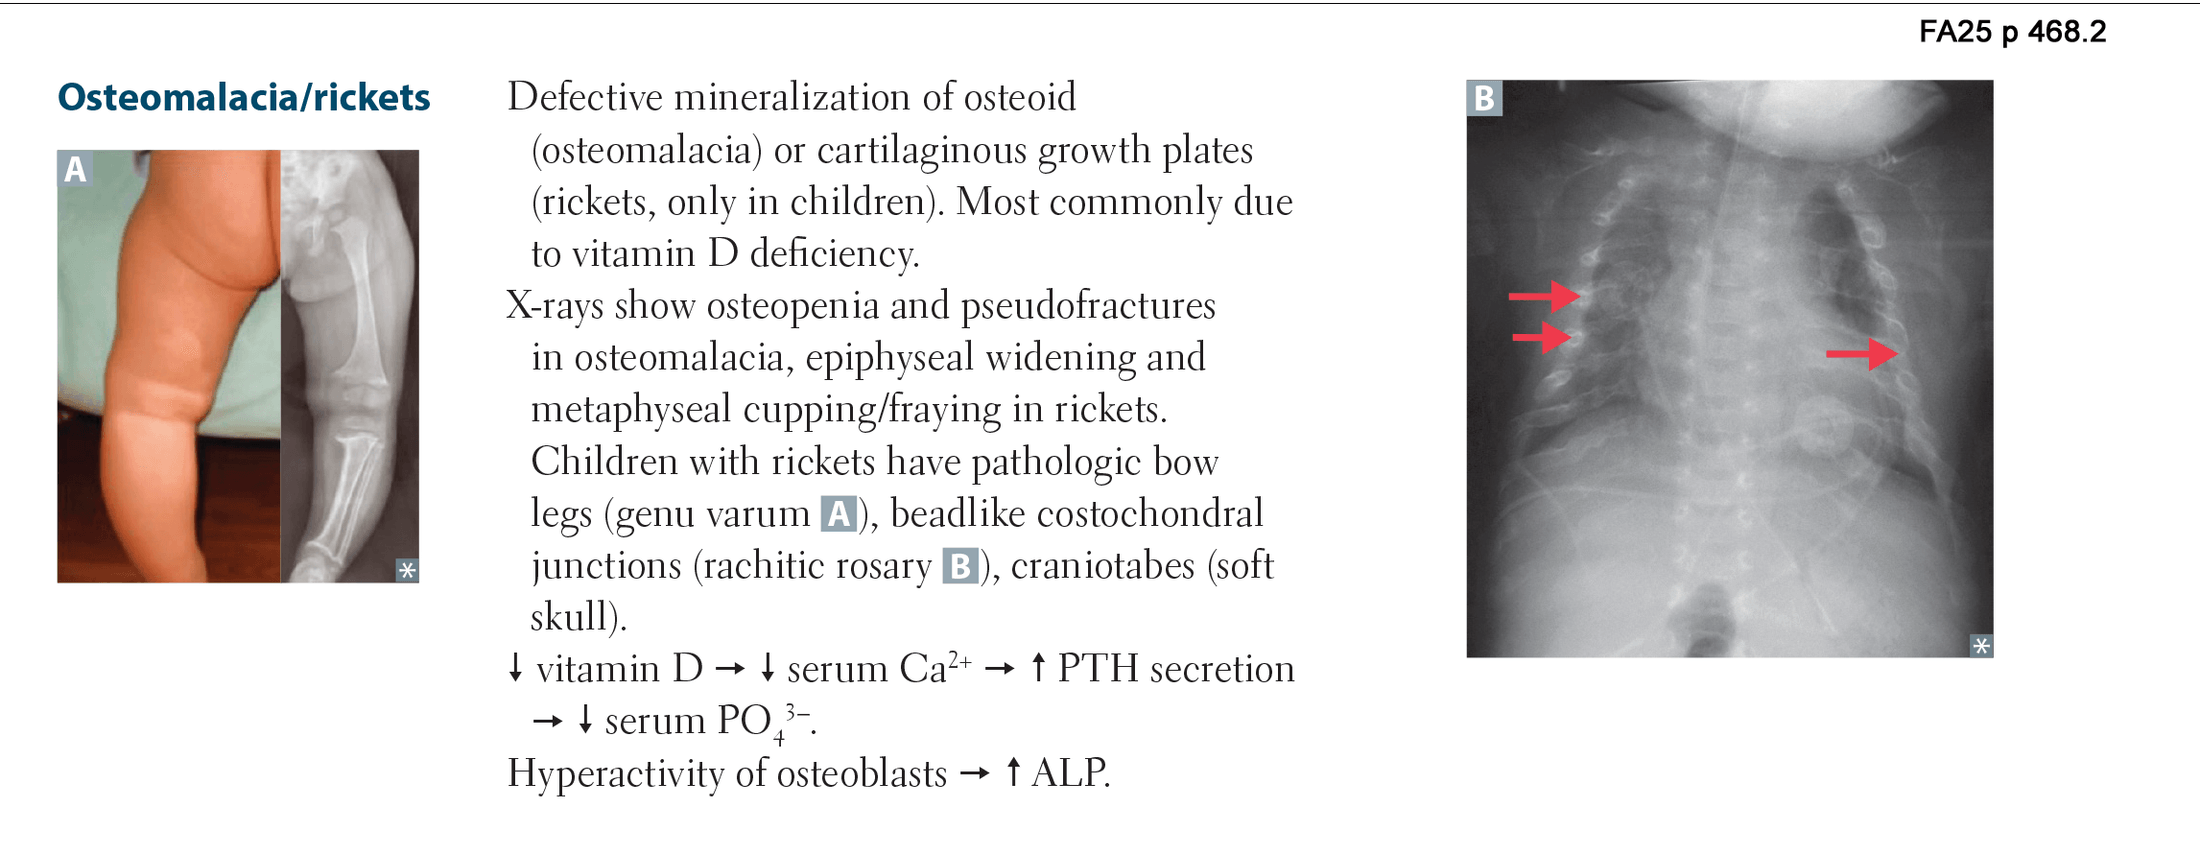 FA25 p 468.2
Osteomalacia/rickets
A
*
Defective mineralization of osteoid
(osteomalacia) or cartilaginous growth plates
(rickets, only in children). Most commonly due
to vitamin D deficiency.
X-rays show osteopenia and pseudofractures
in osteomalacia, epiphyseal widening and
metaphyseal cupping/fraying in rickets.
Children with rickets have pathologic bow
legs (genu varum A), beadlike costochondral
junctions (rachitic rosary B), craniotabes (soft
skull).
↓ vitamin D → ↓ serum Ca²⁺ → ↑ PTH secretion
→ ↓ serum PO₄³⁻.
Hyperactivity of osteoblasts → ↑ ALP.
B
*